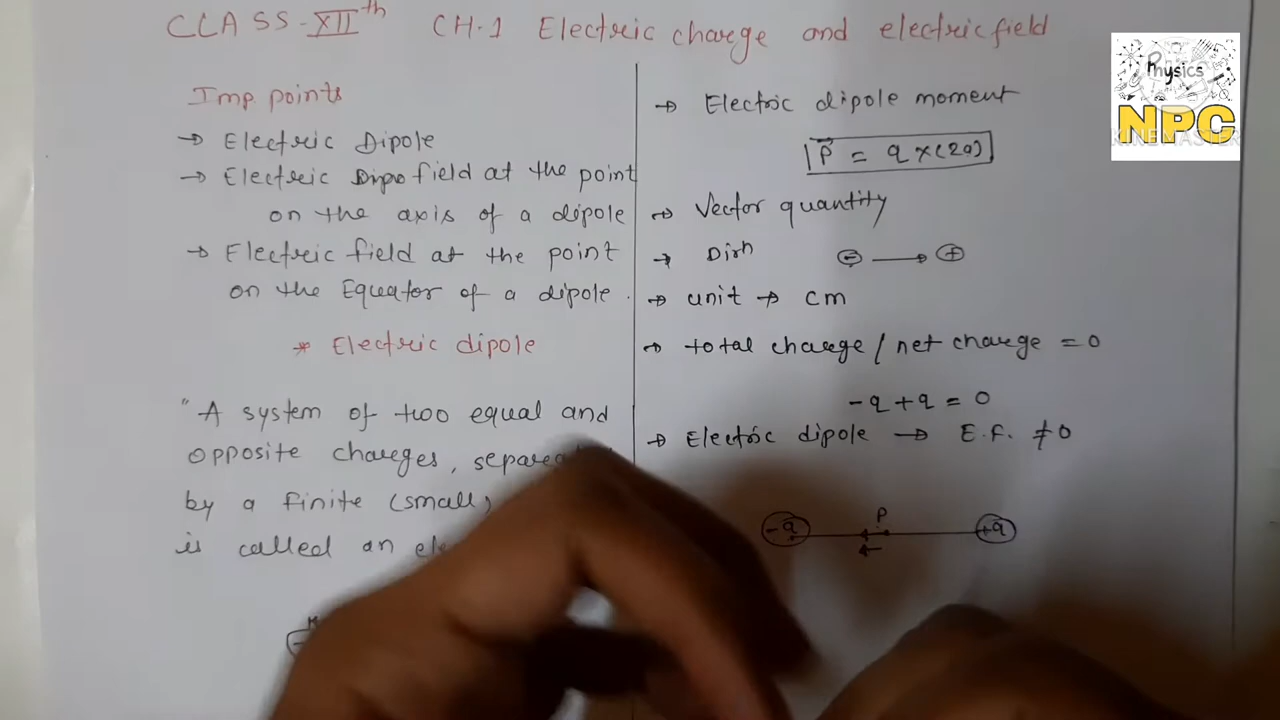 CLASS-XIIth CH.1 Electric charge and electric field
Imp points
→ Electric Dipole
→ Electric Dipo field at the point
on the axis of a dipole
→ Electric field at the point
on the Equator of a dipole.
* Electric dipole
"A system of two equal and
opposite charges,
by a finite (small)
is called an
→ Electric dipole moment
P⃗ = q×(2a)
→ Vector quantity
→ Dirn ⊖ → ⊕
→ unit → cm
→ total charge / net charge = 0
-q+q = 0
→ Electric dipole → E.F. ≠0
-q P +q
Physics
NPC
KINEMASTER